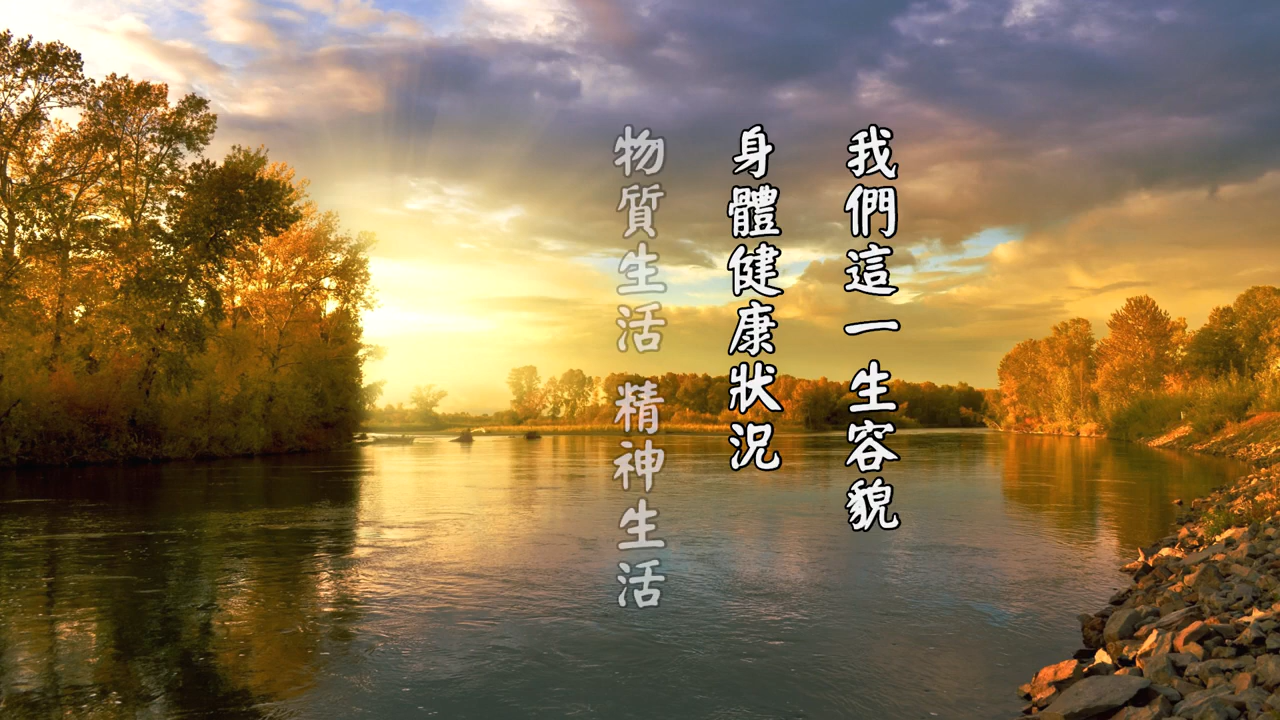 我們這一生容貌
身體健康狀況
物質生活 精神生活